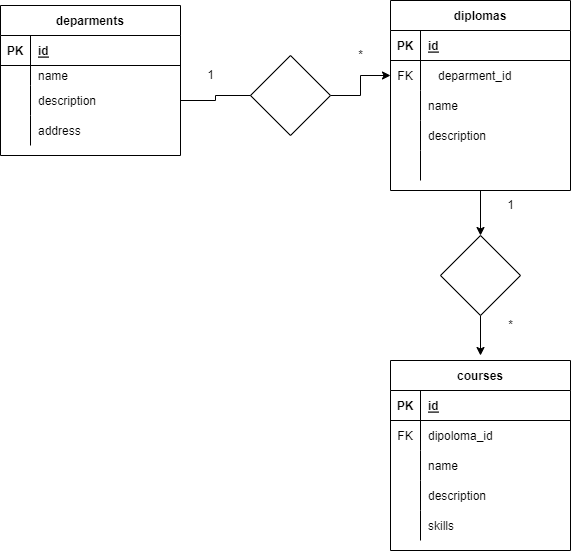 deparments
PK id
name
description
address
1
*
diplomas
PK id
FK deparment_id
name
description
1
*
courses
PK id
FK dipoloma_id
name
description
skills